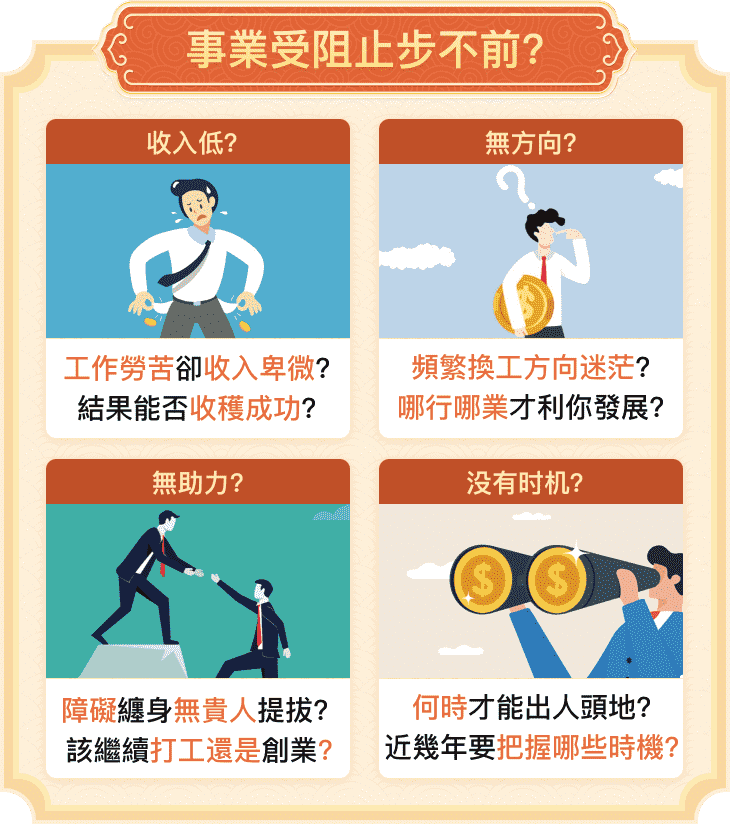 事業受阻止步不前?
收入低?
無方向?
工作勞苦卻收入卑微?
結果能否收穫成功?
頻繁換工方向迷茫?
哪行哪業才利你發展?
無助力?
没有时机?
障礙纏身無貴人提拔?
該繼續打工還是創業?
何時才能出人頭地?
近幾年要把握哪些時機?